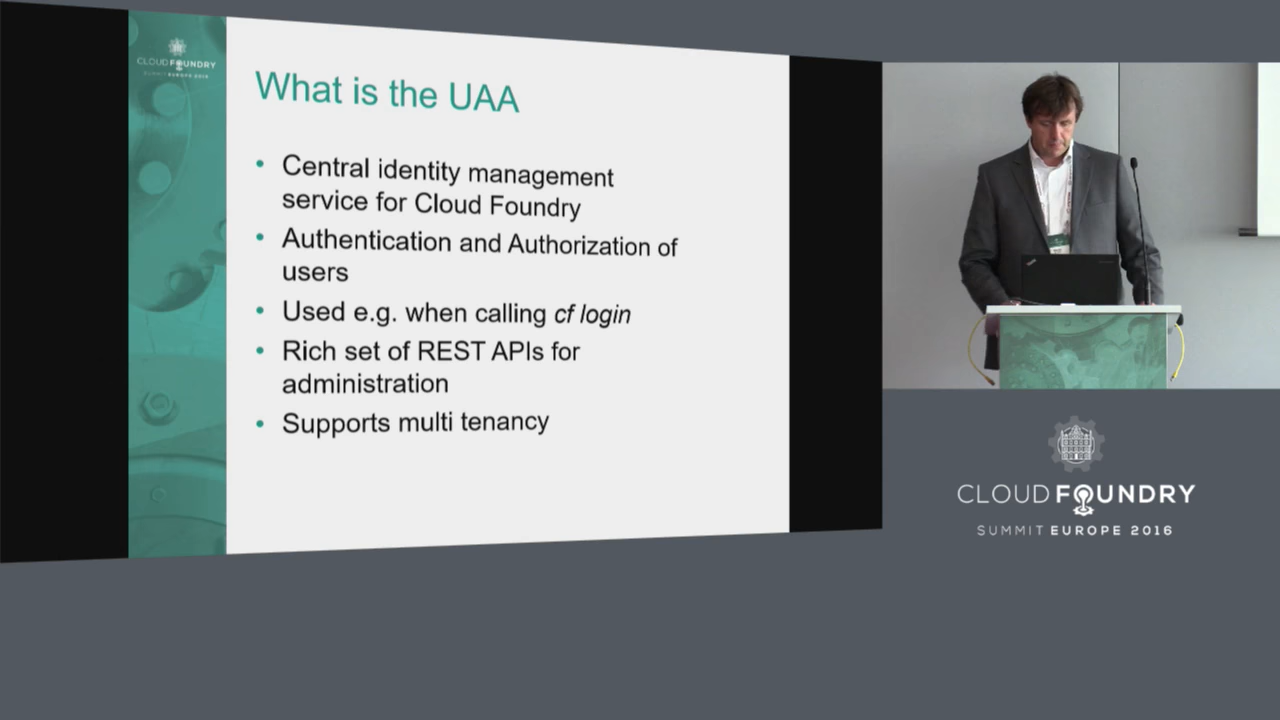 CLOUD FOUNDRY
SUMMIT EUROPE 2016
What is the UAA
• Central identity management
service for Cloud Foundry
• Authentication and Authorization of
users
• Used e.g. when calling cf login
• Rich set of REST APIs for
administration
• Supports multi tenancy
CLOUD FOUNDRY
SUMMIT EUROPE 2016